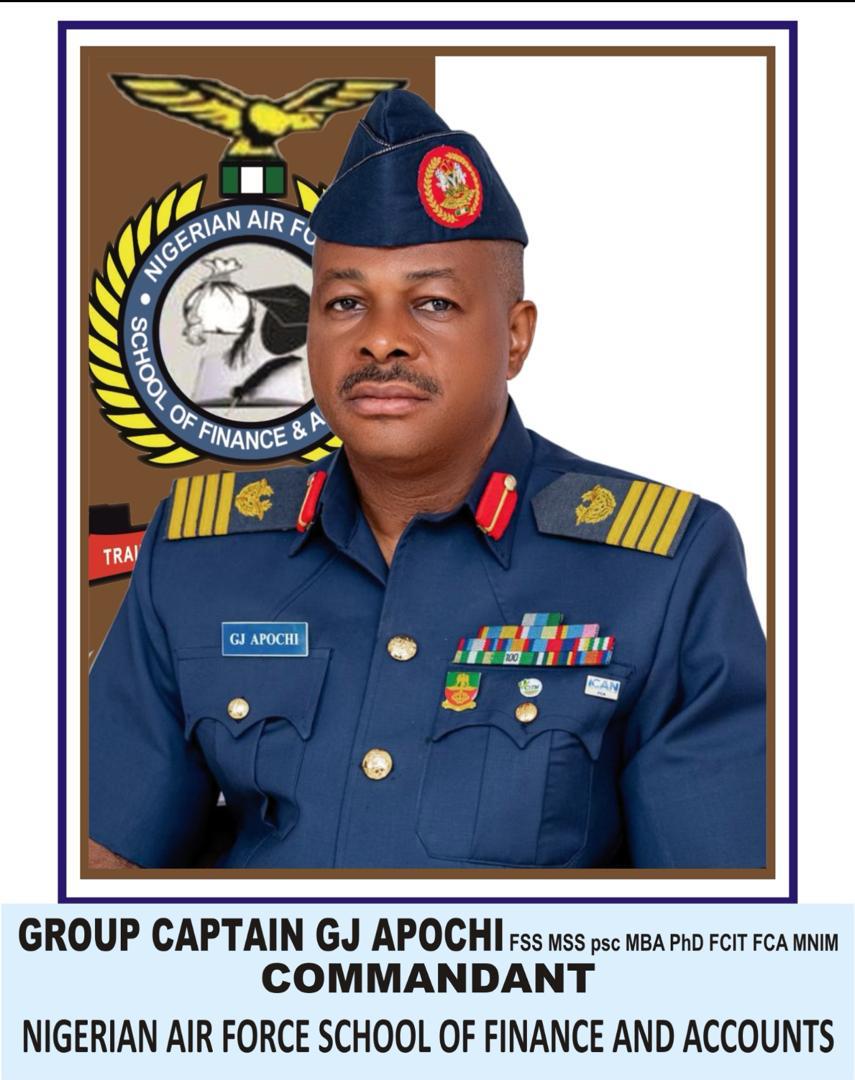 NIGERIAN AIR FO
SCHOOL OF FINANCE & A
TRAI
GJ APOCHI
100
ICAN
GROUP CAPTAIN GJ APOCHI FSS MSS psc MBA PhD FCIT FCA MNIM
COMMANDANT
NIGERIAN AIR FORCE SCHOOL OF FINANCE AND ACCOUNTS